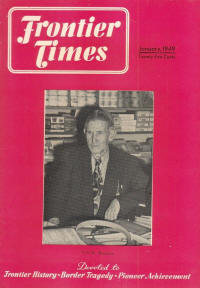 Frontier
Times
January, 1949
Twenty-Five Cents
Devoted to
Frontier History - Border Tragedy - Pioneer Achievement